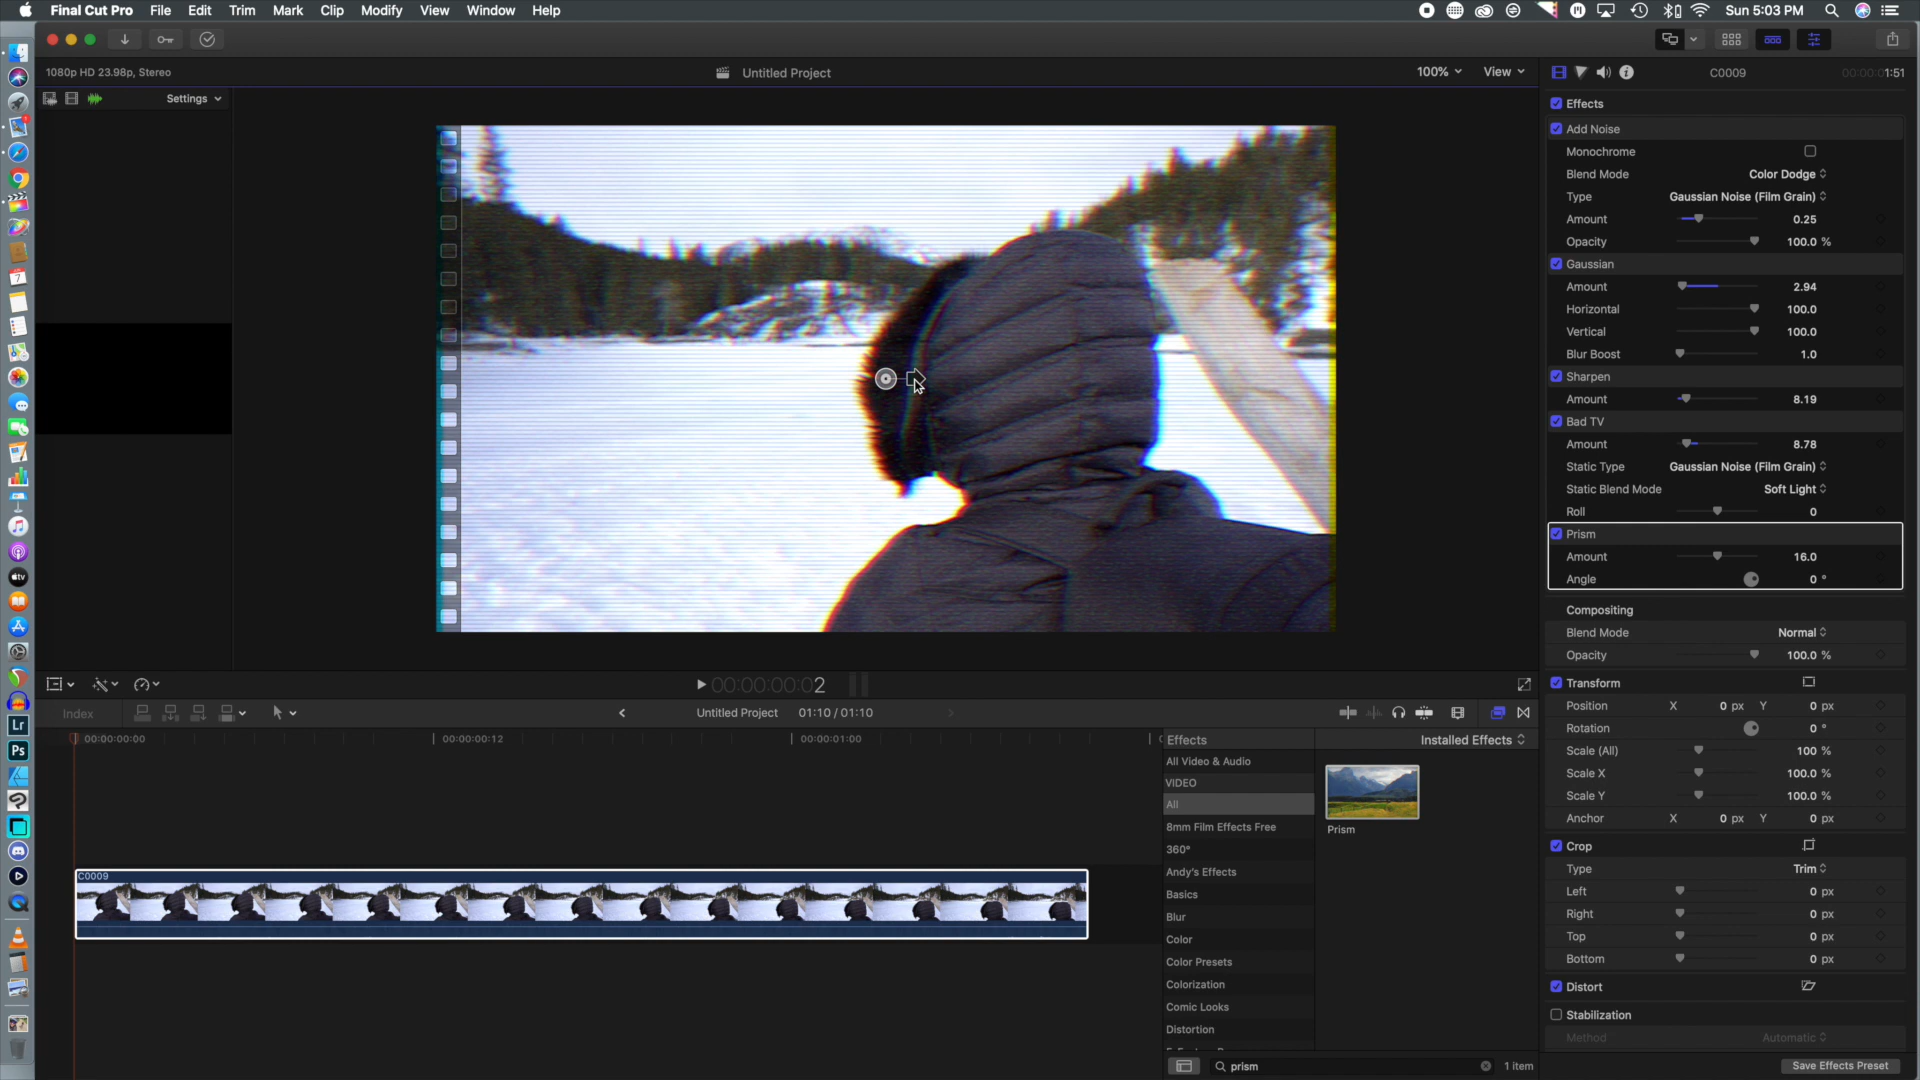 Final Cut Pro File Edit Trim Mark Clip Modify View Window Help Sun 5:03 PM
1080p HD 23.98p, Stereo Untitled Project 100% View C0009 00:00:01:51
Settings
Effects
Add Noise
Monochrome
Blend Mode Color Dodge
Type Gaussian Noise (Film Grain)
Amount 0.25
Opacity 100.0 %
Gaussian
Amount 2.94
Horizontal 100.0
Vertical 100.0
Blur Boost 1.0
Sharpen
Amount 8.19
Bad TV
Amount 8.78
Static Type Gaussian Noise (Film Grain)
Static Blend Mode Soft Light
Roll 0
Prism
Amount 16.0
Angle 0 °
Compositing
Blend Mode Normal
Opacity 100.0 %
Transform
Position X 0 px Y 0 px
Rotation 0 °
Scale (All) 100 %
Scale X 100.0 %
Scale Y 100.0 %
Anchor X 0 px Y 0 px
Crop
Type Trim
Left 0 px
Right 0 px
Top 0 px
Bottom 0 px
Distort
Stabilization
Method Automatic
Save Effects Preset
00:00:00:02
Index Untitled Project 01:10 / 01:10
00:00:00:00 00:00:00:12 00:00:01:00
C0009
Effects Installed Effects
All Video & Audio
VIDEO
All
8mm Film Effects Free
360°
Andy's Effects
Basics
Blur
Color
Color Presets
Colorization
Comic Looks
Distortion
Prism
prism 1 item
7
tv
Lr
Ps